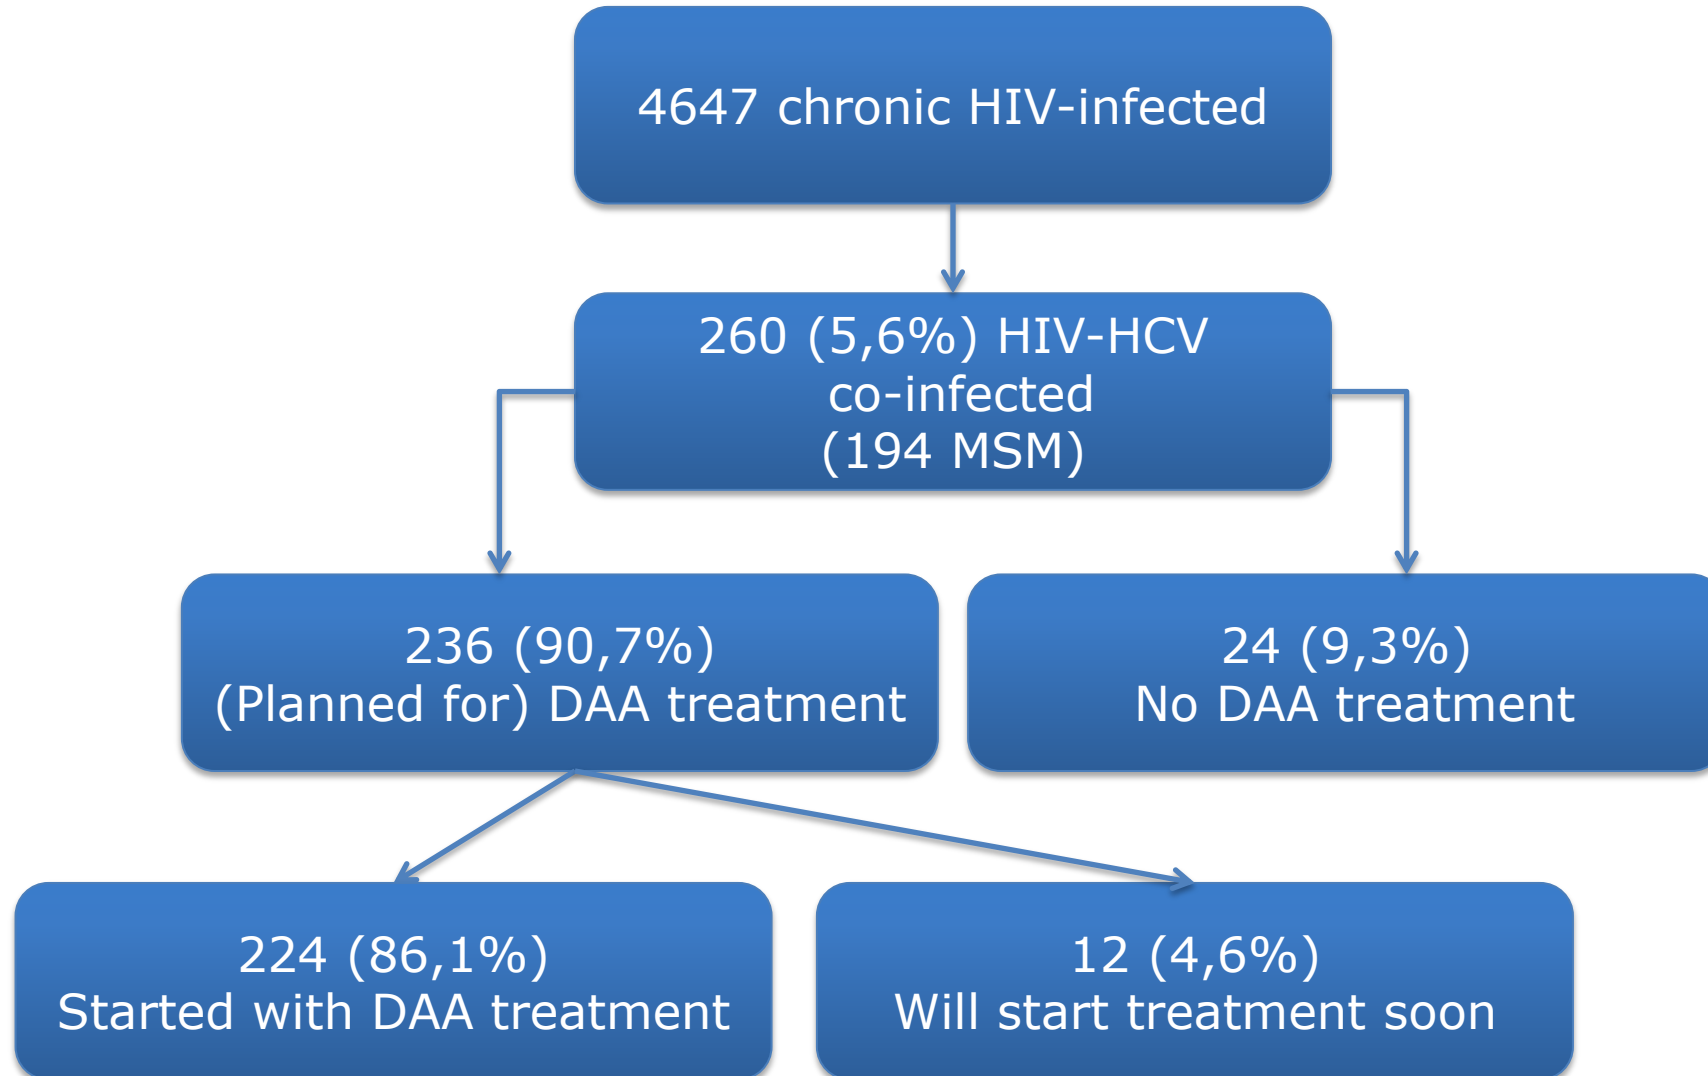 4647 chronic HIV-infected
260 (5,6%) HIV-HCV
co-infected
(194 MSM)
236 (90,7%)
(Planned for) DAA treatment
24 (9,3%)
No DAA treatment
224 (86,1%)
Started with DAA treatment
12 (4,6%)
Will start treatment soon